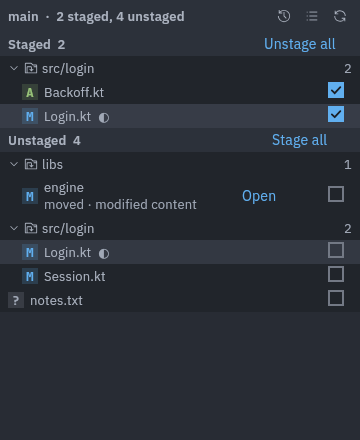 main · 2 staged, 4 unstaged
Staged 2 Unstage all
src/login 2
A Backoff.kt
M Login.kt
Unstaged 4 Stage all
libs 1
M engine Open
moved · modified content
src/login 2
M Login.kt
M Session.kt
? notes.txt